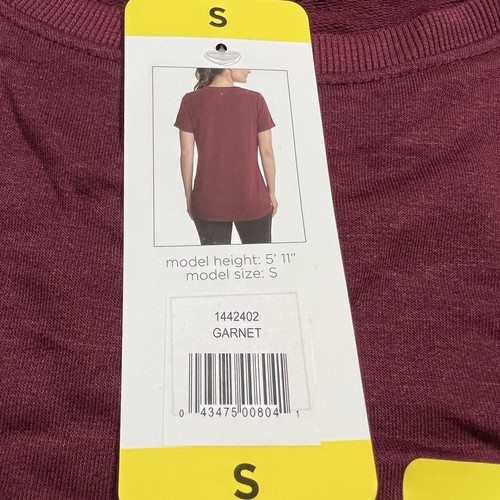 S
model height: 5' 11"
model size: S
1442402
GARNET
0 43475 00804 1
S